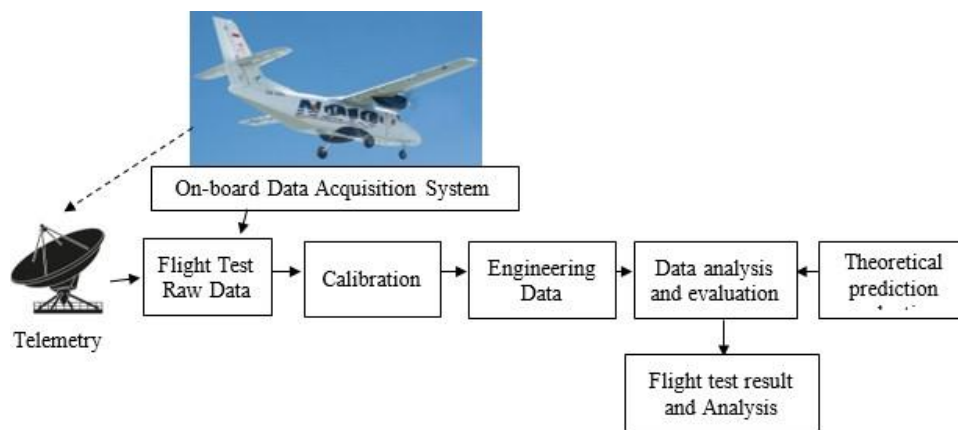 On-board Data Acquisition System
Flight Test
Raw Data
Calibration
Engineering
Data
Data analysis
and evaluation
Theoretical
prediction
Telemetry
Flight test result
and Analysis